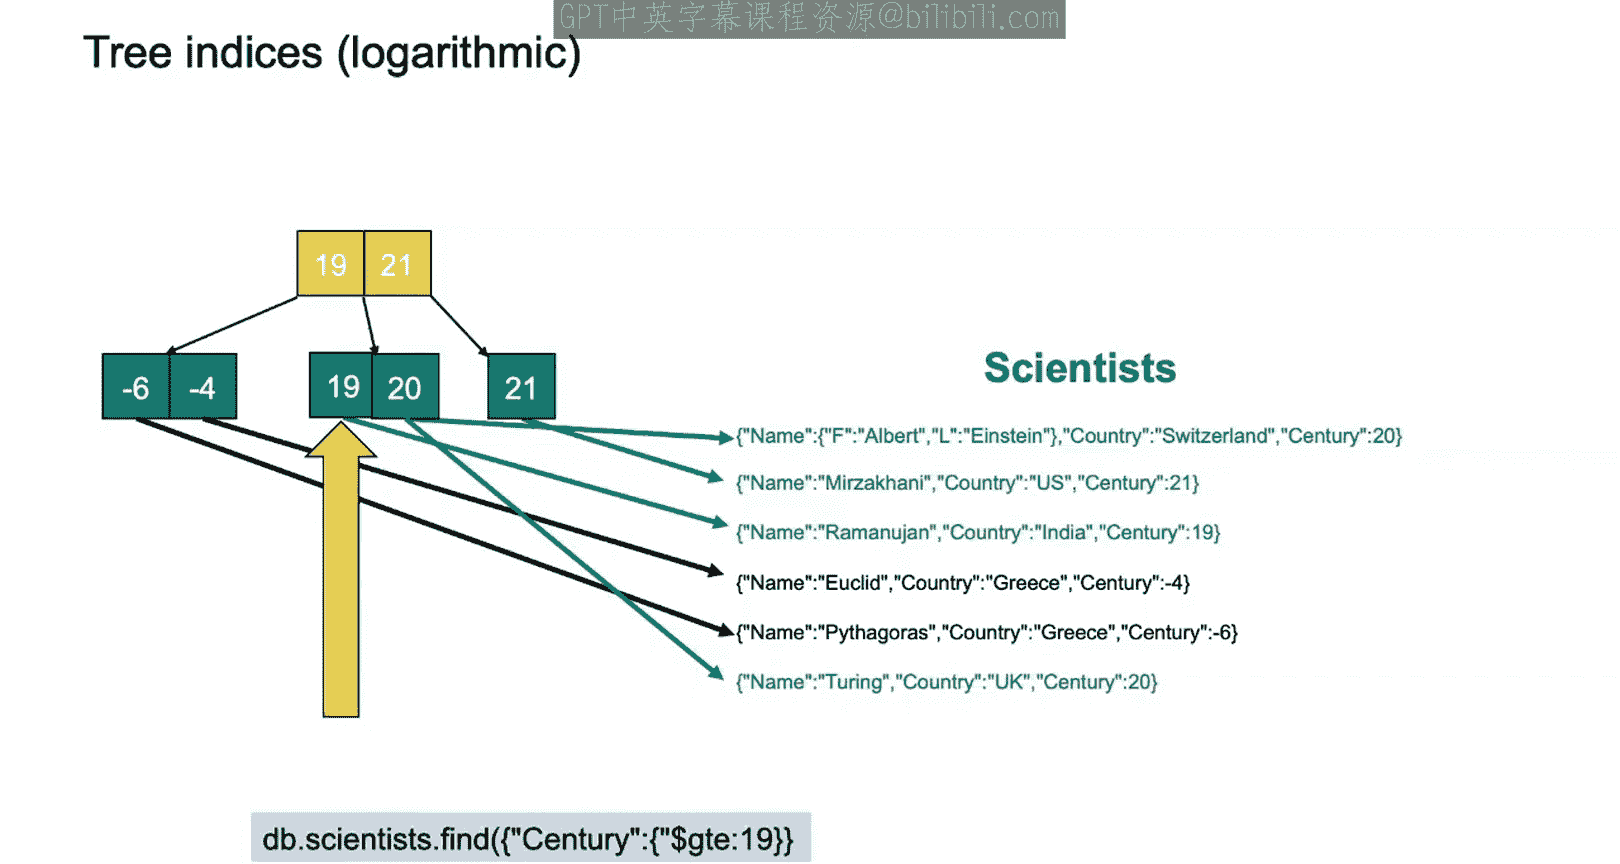 GPT中英字幕课程资源@bilibili.com
Tree indices (logarithmic)
19 21
-6 -4 19 20 21
Scientists
{"Name":{"F":"Albert","L":"Einstein"},"Country":"Switzerland","Century":20}
{"Name":"Mirzakhani","Country":"US","Century":21}
{"Name":"Ramanujan","Country":"India","Century":19}
{"Name":"Euclid","Country":"Greece","Century":-4}
{"Name":"Pythagoras","Country":"Greece","Century":-6}
{"Name":"Turing","Country":"UK","Century":20}
db.scientists.find({"Century":{"$gte:19}}